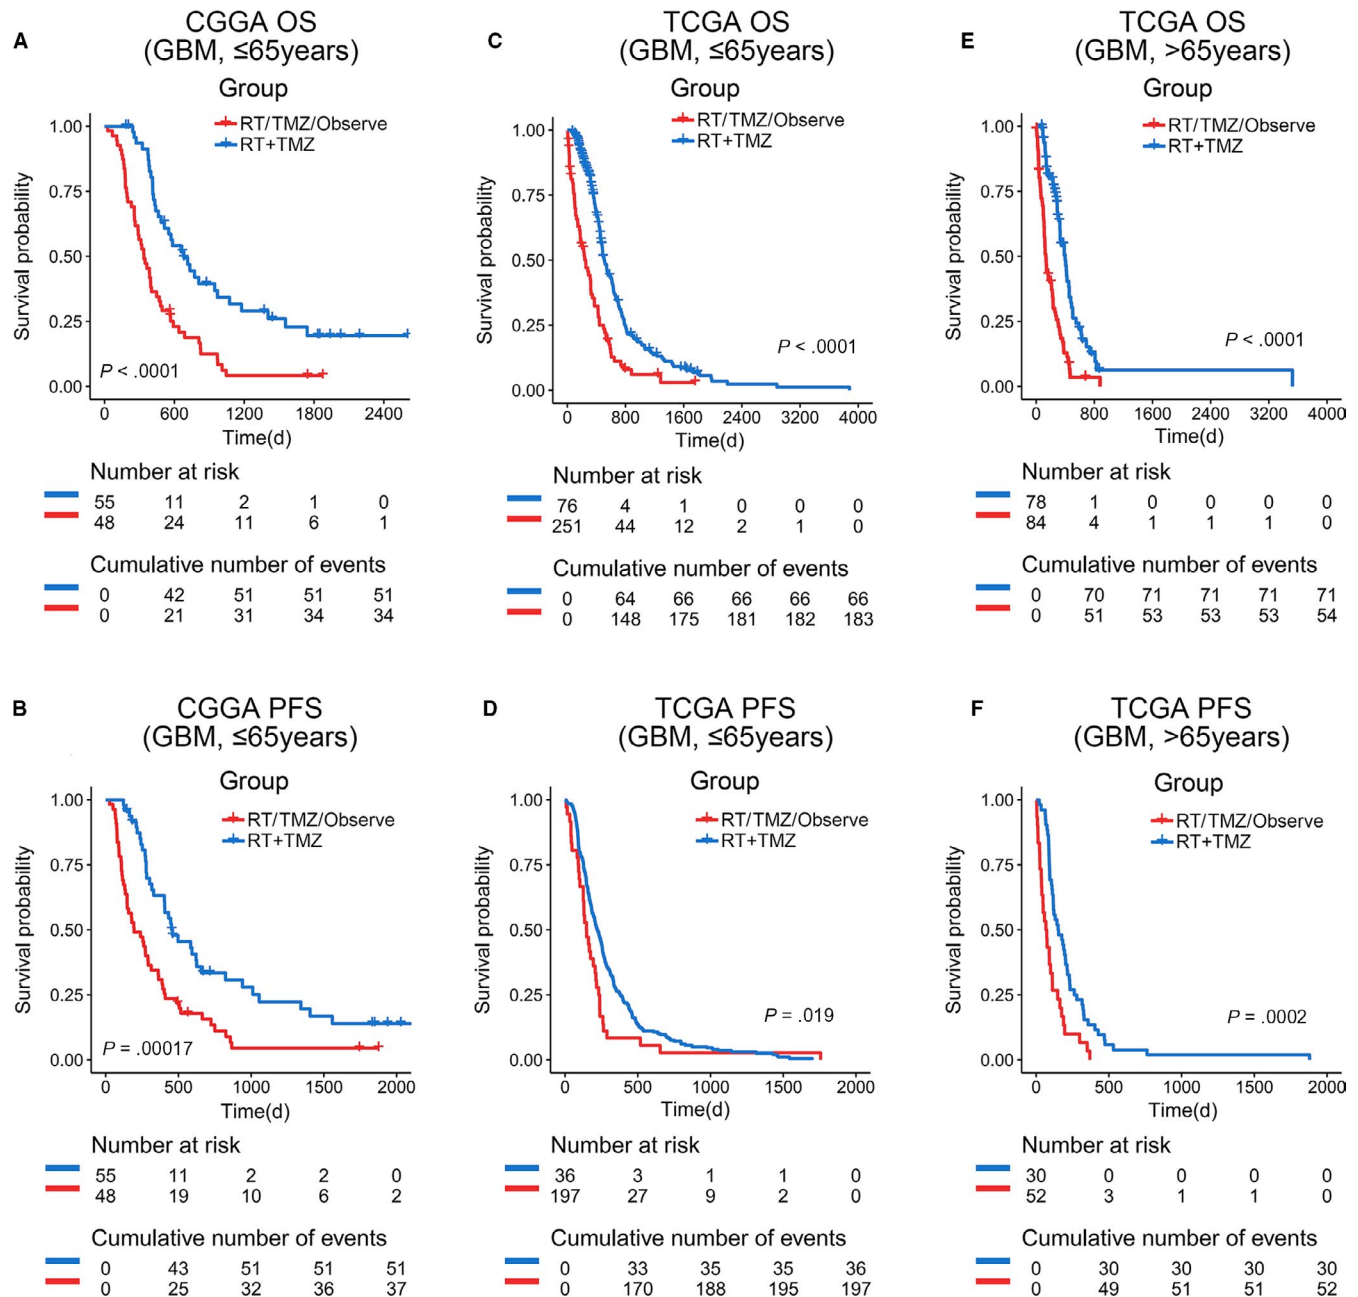 A
CGGA OS
(GBM, ≤65years)
Group
RT/TMZ/Observe
RT+TMZ
Survival probability
1.00
0.75
0.50
0.25
0.00
P < .0001
0 600 1200 1800 2400
Time(d)
Number at risk
55 11 2 1 0
48 24 11 6 1
Cumulative number of events
0 42 51 51 51
0 21 31 34 34
C
TCGA OS
(GBM, ≤65years)
Group
RT/TMZ/Observe
RT+TMZ
Survival probability
1.00
0.75
0.50
0.25
0.00
P < .0001
0 800 1600 2400 3200 4000
Time(d)
Number at risk
76 4 1 0 0 0
251 44 12 2 1 0
Cumulative number of events
0 64 66 66 66 66
0 148 175 181 182 183
E
TCGA OS
(GBM, >65years)
Group
RT/TMZ/Observe
RT+TMZ
Survival probability
1.00
0.75
0.50
0.25
0.00
P < .0001
0 800 1600 2400 3200 4000
Time(d)
Number at risk
78 1 0 0 0 0
84 4 1 1 1 0
Cumulative number of events
0 70 71 71 71 71
0 51 53 53 53 54
B
CGGA PFS
(GBM, ≤65years)
Group
RT/TMZ/Observe
RT+TMZ
Survival probability
1.00
0.75
0.50
0.25
0.00
P = .00017
0 500 1000 1500 2000
Time(d)
Number at risk
55 11 2 2 0
48 19 10 6 2
Cumulative number of events
0 43 51 51 51
0 25 32 36 37
D
TCGA PFS
(GBM, ≤65years)
Group
RT/TMZ/Observe
RT+TMZ
Survival probability
1.00
0.75
0.50
0.25
0.00
P = .019
0 500 1000 1500 2000
Time(d)
Number at risk
36 3 1 1 0
197 27 9 2 0
Cumulative number of events
0 33 35 35 36
0 170 188 195 197
F
TCGA PFS
(GBM, >65years)
Group
RT/TMZ/Observe
RT+TMZ
Survival probability
1.00
0.75
0.50
0.25
0.00
P = .0002
0 500 1000 1500 2000
Time(d)
Number at risk
30 0 0 0 0
52 3 1 1 0
Cumulative number of events
0 30 30 30 30
0 49 51 51 52